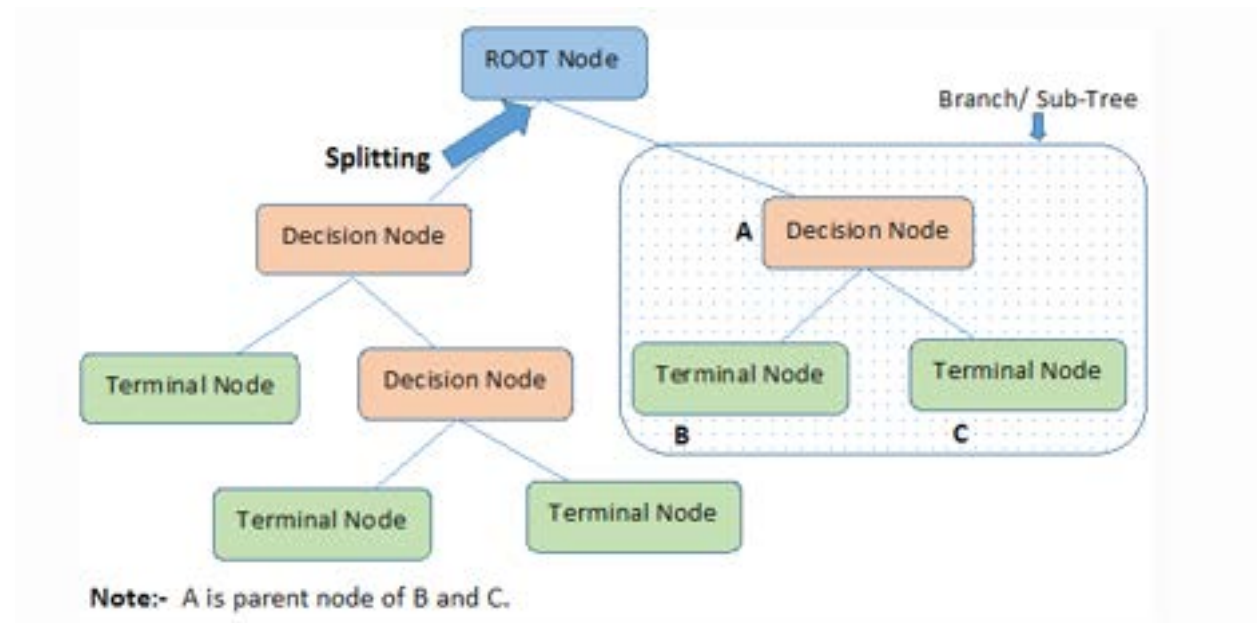 ROOT Node
Branch/ Sub-Tree
Splitting
Decision Node
A
Decision Node
Terminal Node
Decision Node
Terminal Node
Terminal Node
B
C
Terminal Node
Terminal Node
Note:- A is parent node of B and C.